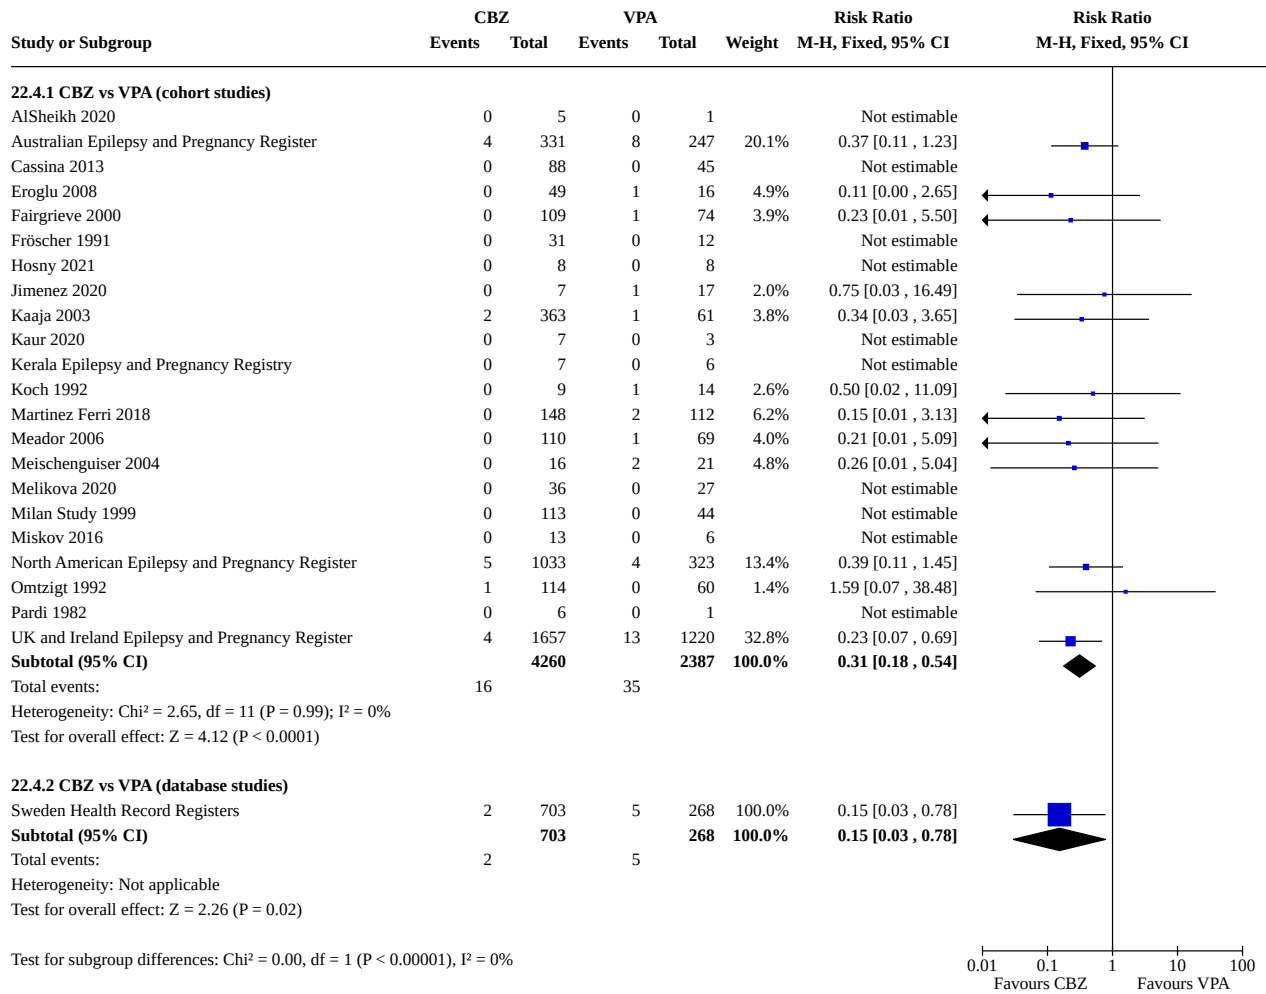 CBZ VPA Risk Ratio Risk Ratio
Study or Subgroup Events Total Events Total Weight M-H, Fixed, 95% CI M-H, Fixed, 95% CI
22.4.1 CBZ vs VPA (cohort studies)
AlSheikh 2020 0 5 0 1 Not estimable
Australian Epilepsy and Pregnancy Register 4 331 8 247 20.1% 0.37 [0.11 , 1.23]
Cassina 2013 0 88 0 45 Not estimable
Eroglu 2008 0 49 1 16 4.9% 0.11 [0.00 , 2.65]
Fairgrieve 2000 0 109 1 74 3.9% 0.23 [0.01 , 5.50]
Fröscher 1991 0 31 0 12 Not estimable
Hosny 2021 0 8 0 8 Not estimable
Jimenez 2020 0 7 1 17 2.0% 0.75 [0.03 , 16.49]
Kaaja 2003 2 363 1 61 3.8% 0.34 [0.03 , 3.65]
Kaur 2020 0 7 0 3 Not estimable
Kerala Epilepsy and Pregnancy Registry 0 7 0 6 Not estimable
Koch 1992 0 9 1 14 2.6% 0.50 [0.02 , 11.09]
Martinez Ferri 2018 0 148 2 112 6.2% 0.15 [0.01 , 3.13]
Meador 2006 0 110 1 69 4.0% 0.21 [0.01 , 5.09]
Meischenguiser 2004 0 16 2 21 4.8% 0.26 [0.01 , 5.04]
Melikova 2020 0 36 0 27 Not estimable
Milan Study 1999 0 113 0 44 Not estimable
Miskov 2016 0 13 0 6 Not estimable
North American Epilepsy and Pregnancy Register 5 1033 4 323 13.4% 0.39 [0.11 , 1.45]
Omtzigt 1992 1 114 0 60 1.4% 1.59 [0.07 , 38.48]
Pardi 1982 0 6 0 1 Not estimable
UK and Ireland Epilepsy and Pregnancy Register 4 1657 13 1220 32.8% 0.23 [0.07 , 0.69]
Subtotal (95% CI) 4260 2387 100.0% 0.31 [0.18 , 0.54]
Total events: 16 35
Heterogeneity: Chi² = 2.65, df = 11 (P = 0.99); I² = 0%
Test for overall effect: Z = 4.12 (P < 0.0001)
22.4.2 CBZ vs VPA (database studies)
Sweden Health Record Registers 2 703 5 268 100.0% 0.15 [0.03 , 0.78]
Subtotal (95% CI) 703 268 100.0% 0.15 [0.03 , 0.78]
Total events: 2 5
Heterogeneity: Not applicable
Test for overall effect: Z = 2.26 (P = 0.02)
Test for subgroup differences: Chi² = 0.00, df = 1 (P < 0.00001), I² = 0%
0.01 0.1 1 10 100
Favours CBZ Favours VPA